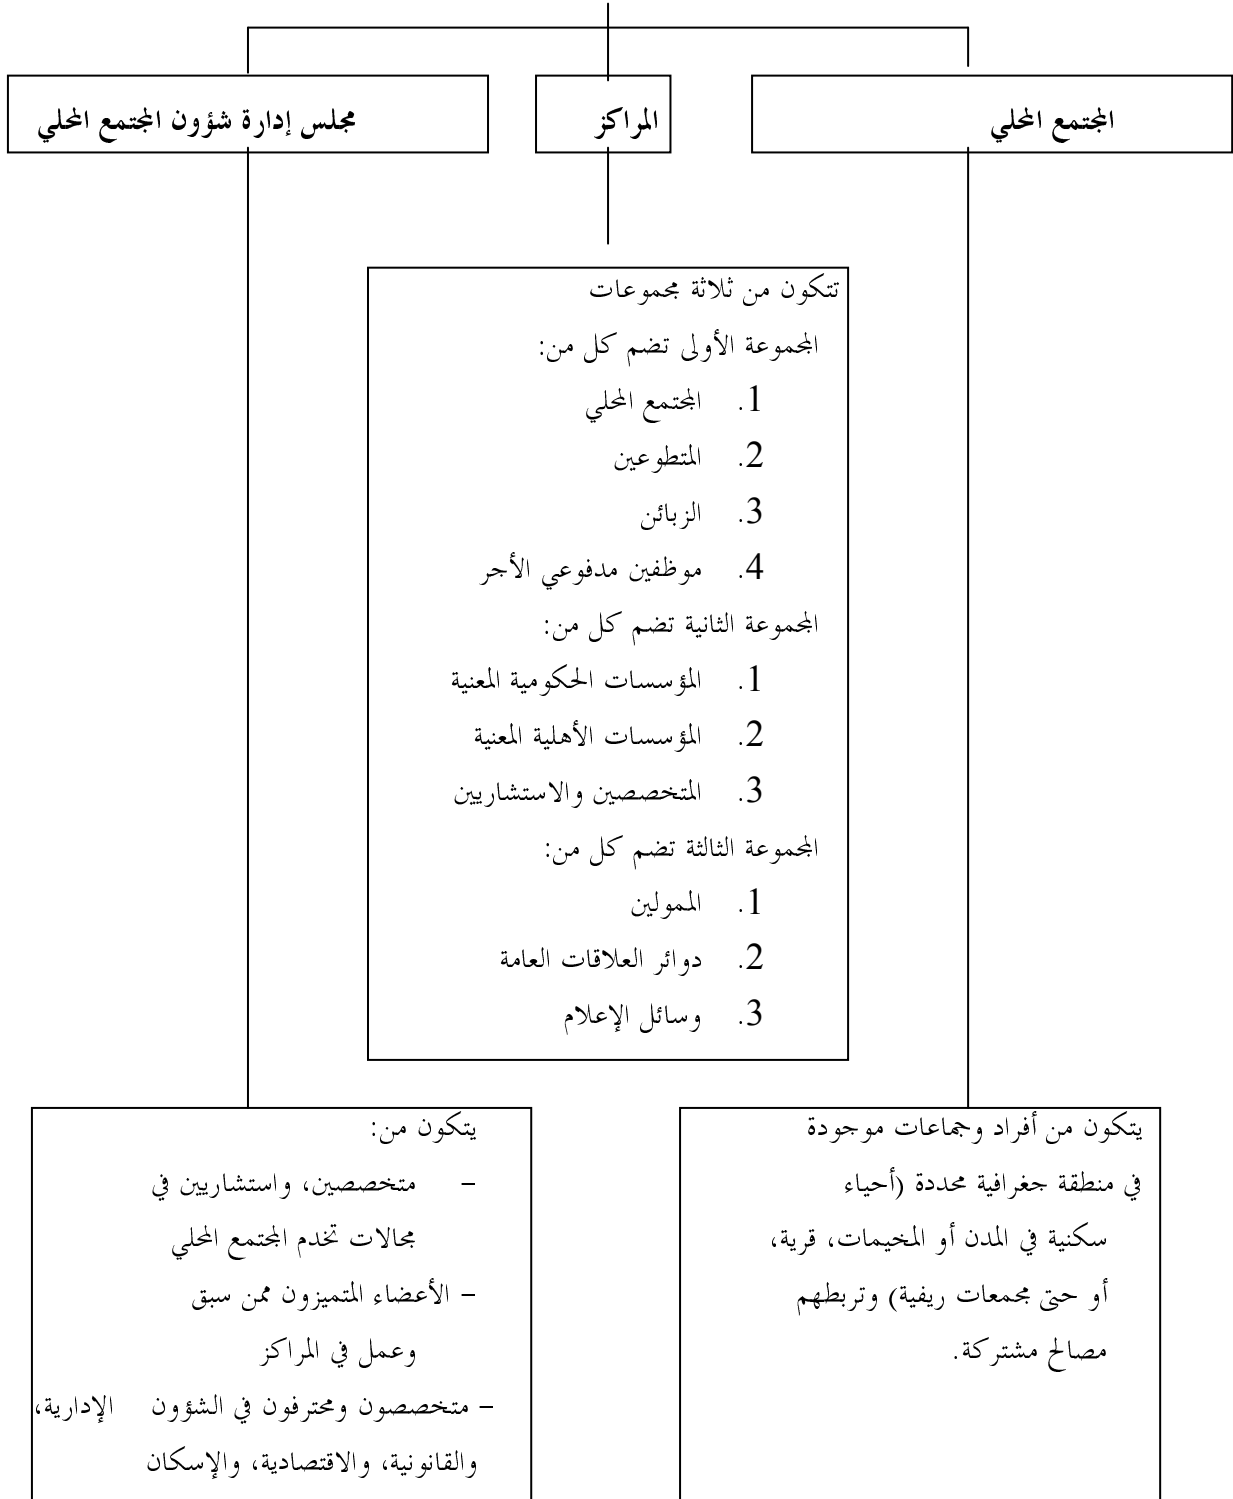 المجتمع المحلي
المراكز
مجلس إدارة شؤون المجتمع المحلي
تتكون من ثلاثة مجموعات
المجموعة الأولى تضم كل من:
1. المجتمع المحلي
2. المتطوعين
3. الزبائن
4. موظفين مدفوعي الأجر
المجموعة الثانية تضم كل من:
1. المؤسسات الحكومية المعنية
2. المؤسسات الأهلية المعنية
3. المتخصصين والاستشاريين
المجموعة الثالثة تضم كل من:
1. الممولين
2. دوائر العلاقات العامة
3. وسائل الإعلام
يتكون من أفراد وجماعات موجودة
في منطقة جغرافية محددة (أحياء
سكنية في المدن أو المخيمات، قرية،
أو حتى مجمعات ريفية) وتربطهم
مصالح مشتركة.
يتكون من:
– متخصصين، واستشاريين في
مجالات تخدم المجتمع المحلي
– الأعضاء المتميزون ممن سبق
وعمل في المراكز
– متخصصون ومحترفون في الشؤون الإدارية،
والقانونية، والاقتصادية، والإسكان